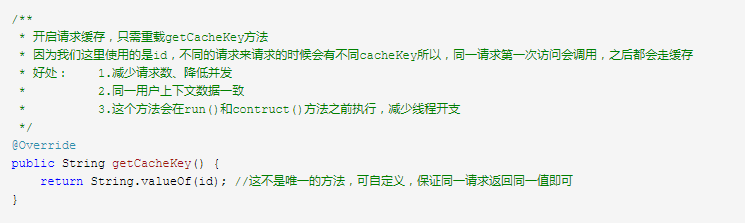 /**
 * 开启请求缓存，只需重载getCacheKey方法
 * 因为我们这里使用的是id，不同的请求来请求的时候会有不同cacheKey所以，同一请求第一次访问会调用，之后都会走缓存
 * 好处：    1.减少请求数、降低并发
 *           2.同一用户上下文数据一致
 *           3.这个方法会在run()和contruct()方法之前执行，减少线程开支
 */
@Override
public String getCacheKey() {
    return String.valueOf(id); //这不是唯一的方法，可自定义，保证同一请求返回同一值即可
}